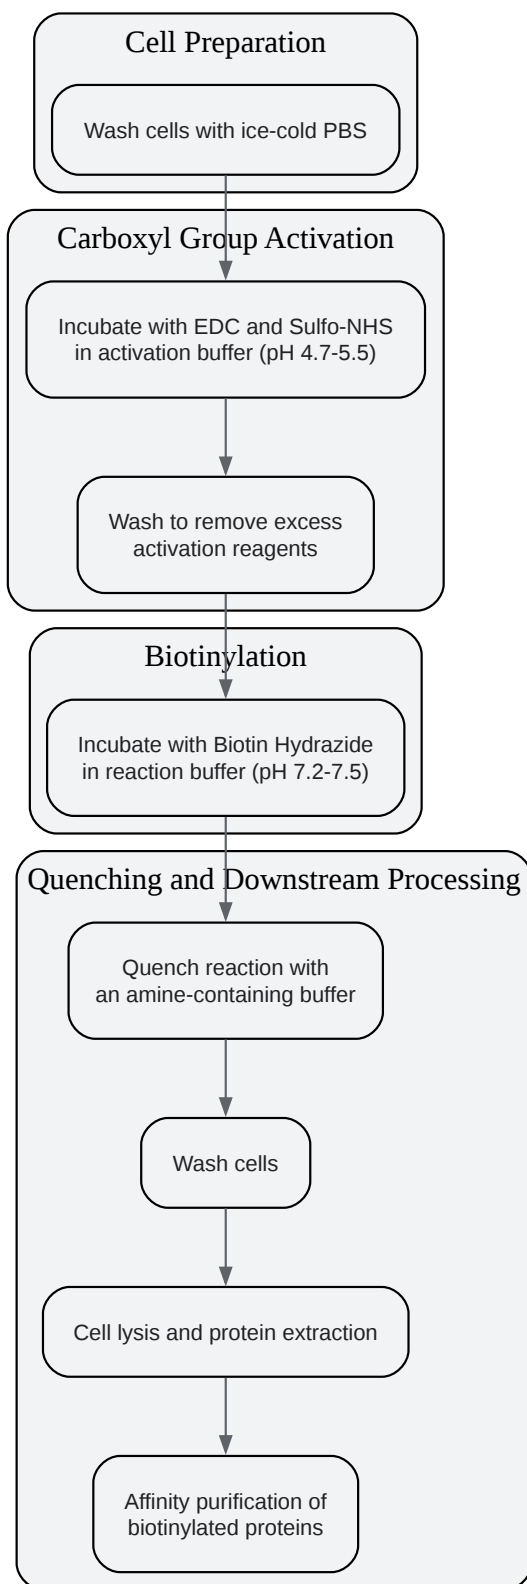 Cell Preparation
Wash cells with ice-cold PBS
Carboxyl Group Activation
Incubate with EDC and Sulfo-NHS
in activation buffer (pH 4.7-5.5)
Wash to remove excess
activation reagents
Biotinylation
Incubate with Biotin Hydrazide
in reaction buffer (pH 7.2-7.5)
Quenching and Downstream Processing
Quench reaction with
an amine-containing buffer
Wash cells
Cell lysis and protein extraction
Affinity purification of
biotinylated proteins